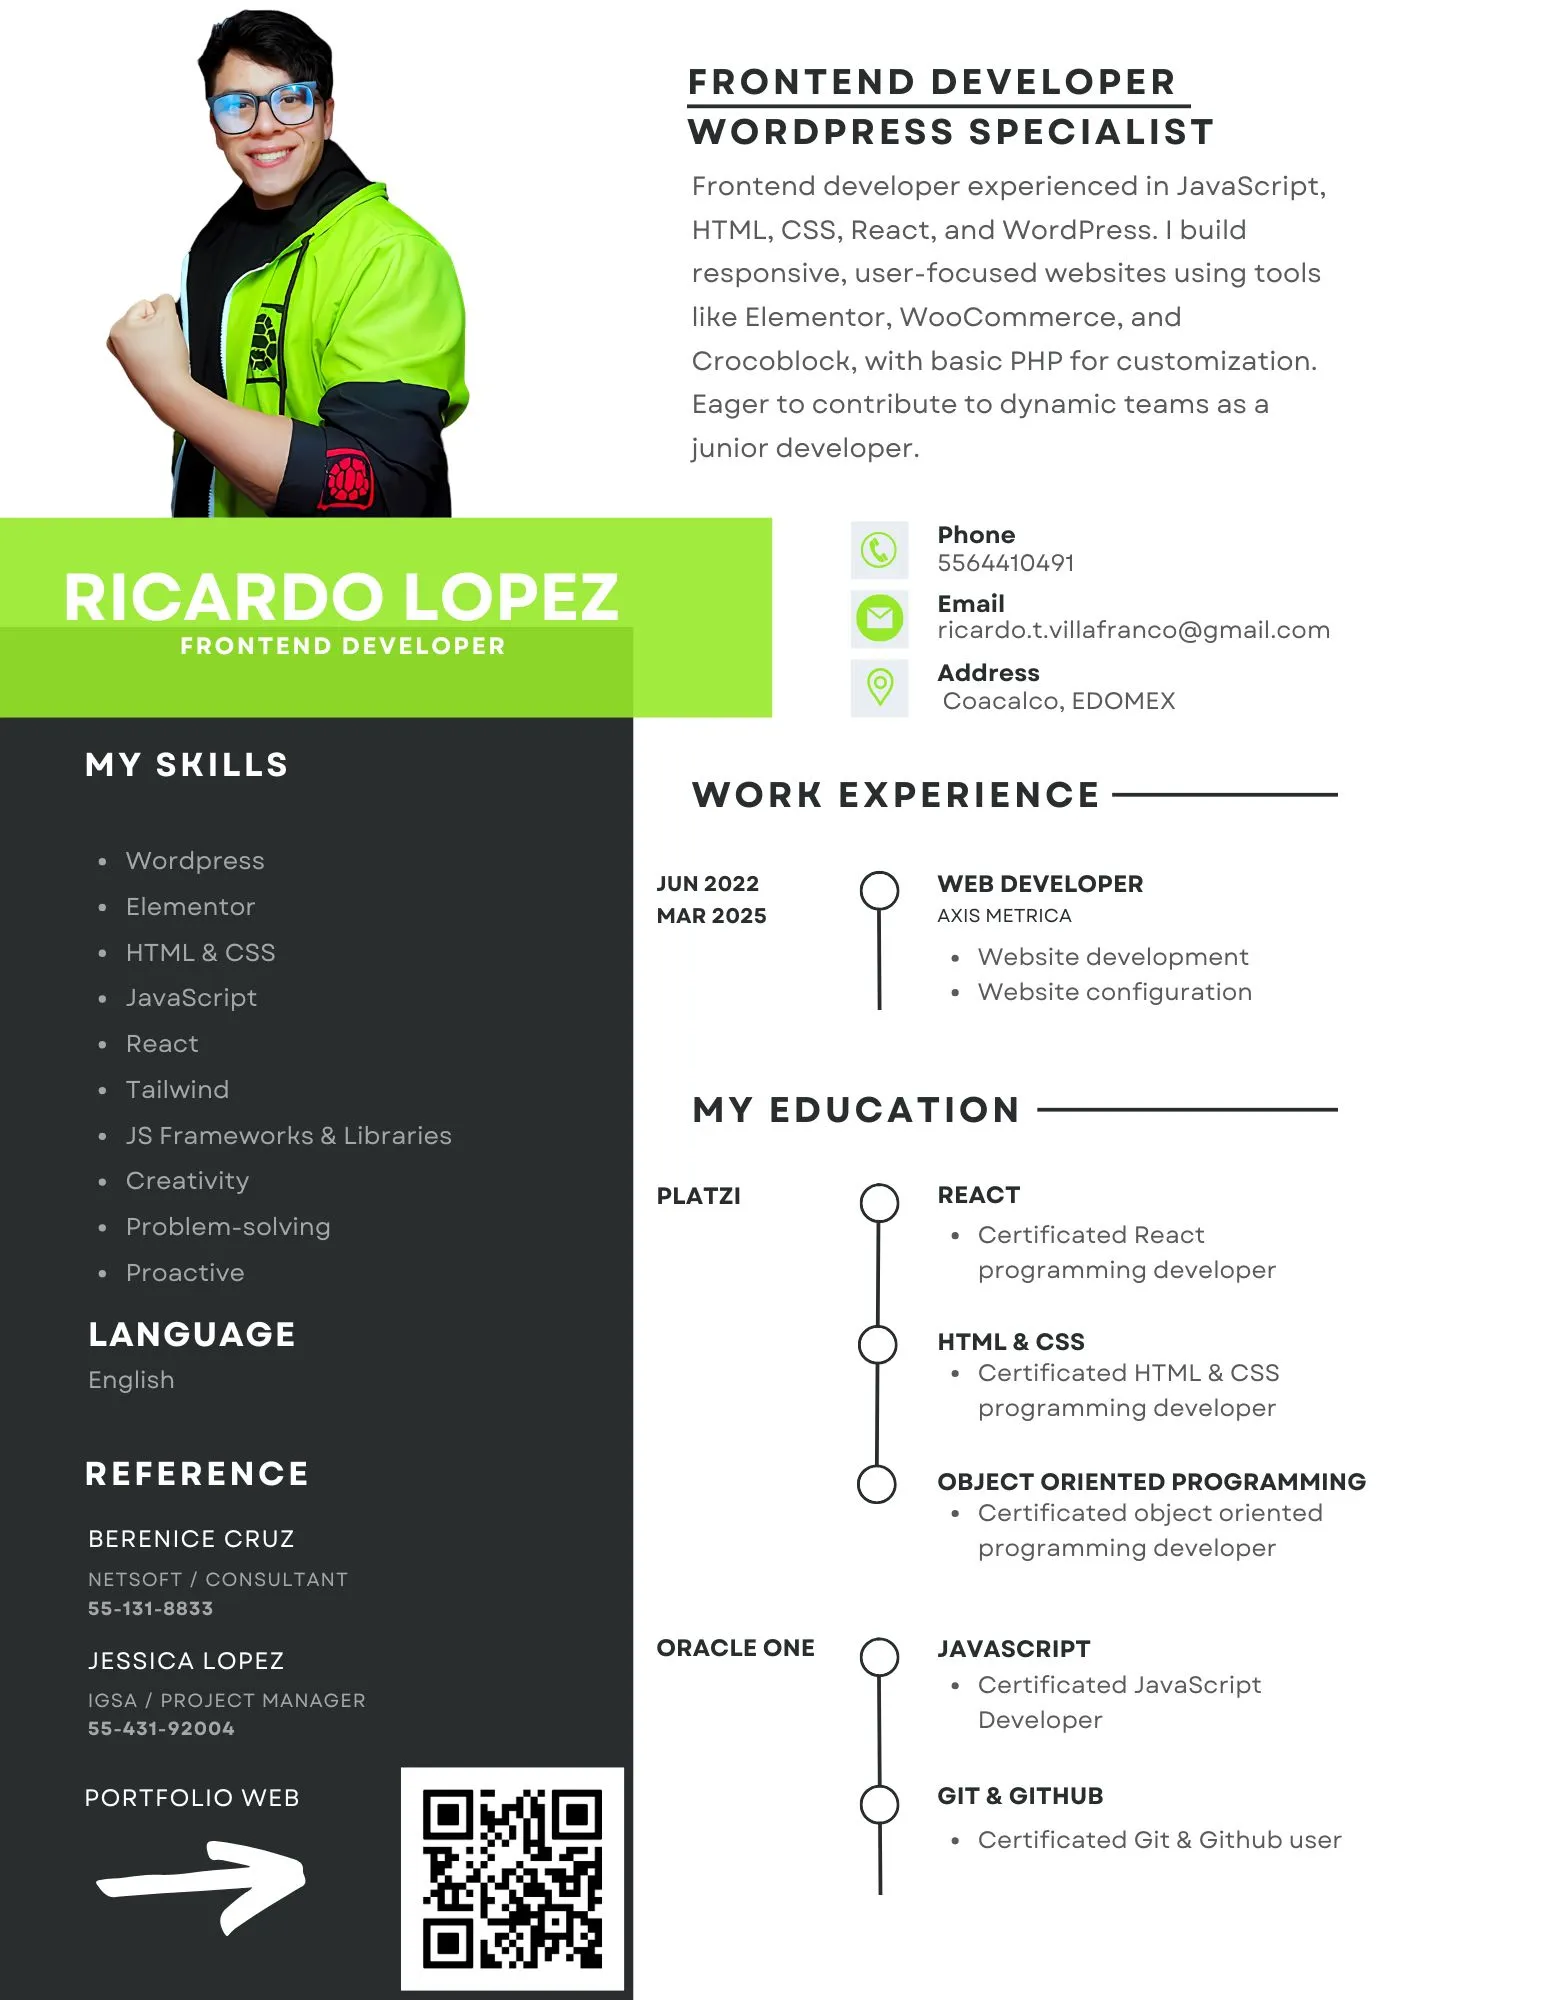 FRONTEND DEVELOPER
WORDPRESS SPECIALIST
Frontend developer experienced in JavaScript,
HTML, CSS, React, and WordPress. I build
responsive, user-focused websites using tools
like Elementor, WooCommerce, and
Crocoblock, with basic PHP for customization.
Eager to contribute to dynamic teams as a
junior developer.
RICARDO LOPEZ
FRONTEND DEVELOPER
Phone
5564410491
Email
ricardo.t.villafranco@gmail.com
Address
Coacalco, EDOMEX
MY SKILLS
• Wordpress
• Elementor
• HTML & CSS
• JavaScript
• React
• Tailwind
• JS Frameworks & Libraries
• Creativity
• Problem-solving
• Proactive
LANGUAGE
English
REFERENCE
BERENICE CRUZ
NETSOFT / CONSULTANT
55-131-8833
JESSICA LOPEZ
IGSA / PROJECT MANAGER
55-431-92004
PORTFOLIO WEB
WORK EXPERIENCE
JUN 2022
MAR 2025
WEB DEVELOPER
AXIS METRICA
• Website development
• Website configuration
MY EDUCATION
PLATZI
REACT
• Certificated React
programming developer
HTML & CSS
• Certificated HTML & CSS
programming developer
OBJECT ORIENTED PROGRAMMING
• Certificated object oriented
programming developer
ORACLE ONE
JAVASCRIPT
• Certificated JavaScript
Developer
GIT & GITHUB
• Certificated Git & Github user